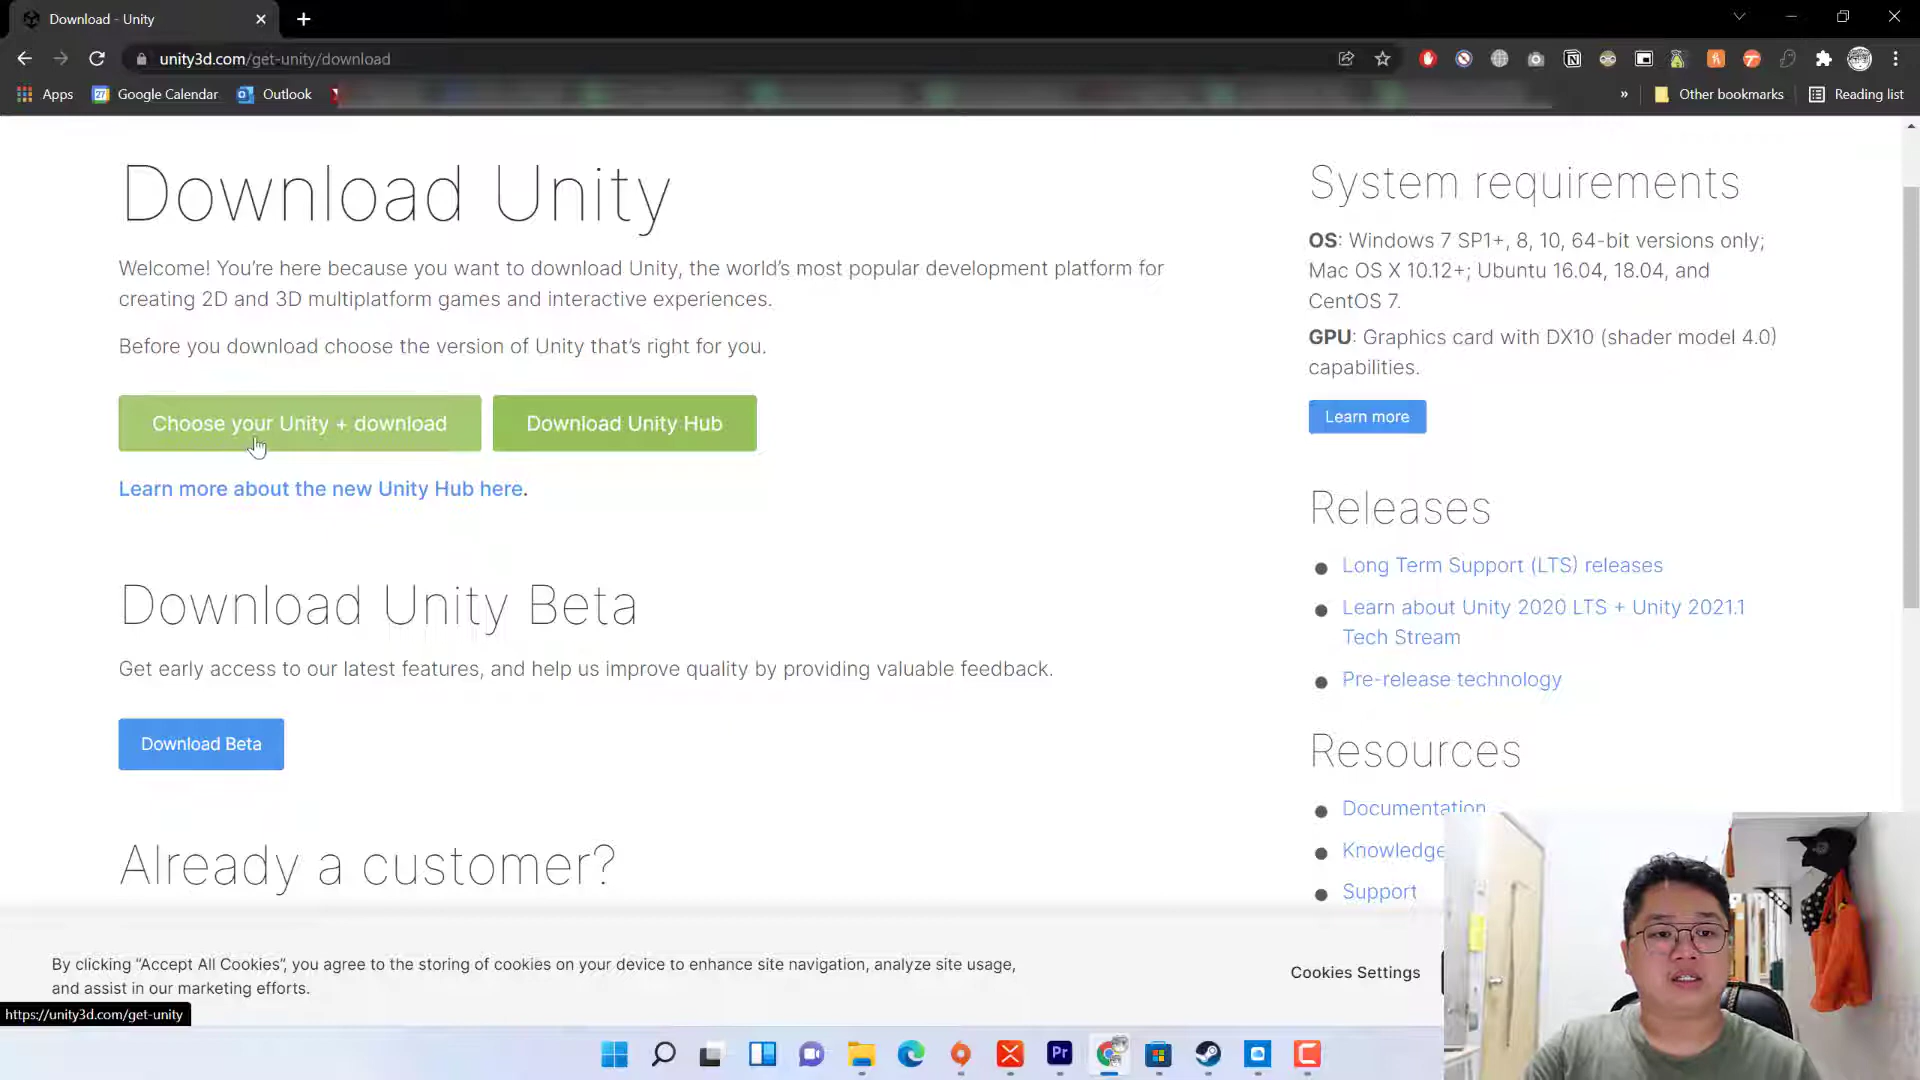 Download - Unity
unity3d.com/get-unity/download
Apps
Google Calendar
Outlook
»
Other bookmarks
Reading list
Download Unity
Welcome! You're here because you want to download Unity, the world's most popular development platform for
creating 2D and 3D multiplatform games and interactive experiences.
Before you download choose the version of Unity that's right for you.
Choose your Unity + download
Download Unity Hub
Learn more about the new Unity Hub here.
Download Unity Beta
Get early access to our latest features, and help us improve quality by providing valuable feedback.
Download Beta
Already a customer?
System requirements
OS: Windows 7 SP1+, 8, 10, 64-bit versions only;
Mac OS X 10.12+; Ubuntu 16.04, 18.04, and
CentOS 7.
GPU: Graphics card with DX10 (shader model 4.0)
capabilities.
Learn more
Releases
Long Term Support (LTS) releases
Learn about Unity 2020 LTS + Unity 2021.1
Tech Stream
Pre-release technology
Resources
Documentation
Knowledge
Support
By clicking "Accept All Cookies", you agree to the storing of cookies on your device to enhance site navigation, analyze site usage,
and assist in our marketing efforts.
Cookies Settings
https://unity3d.com/get-unity
Pr